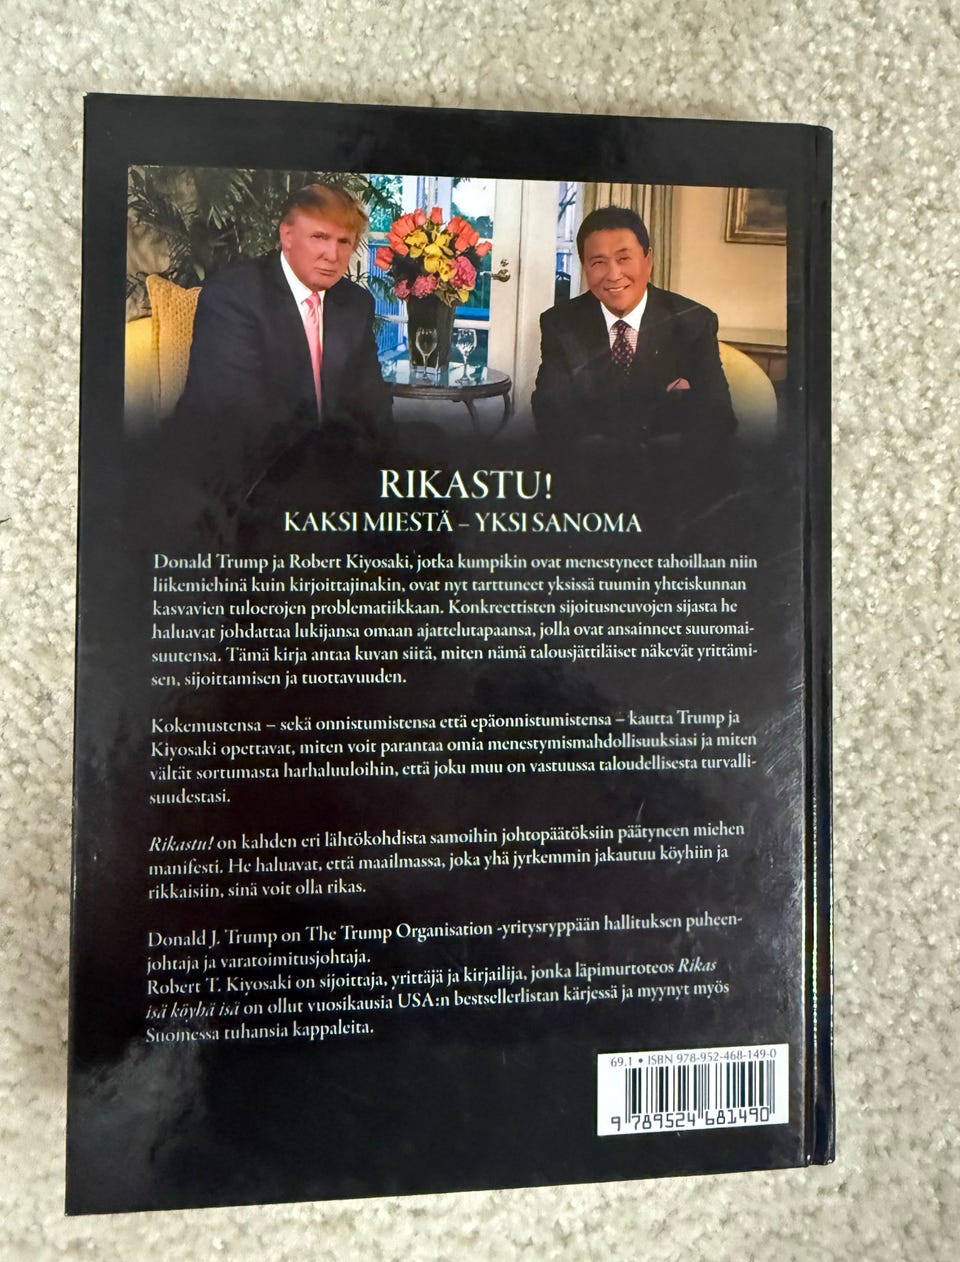 RIKASTU!
KAKSI MIESTÄ – YKSI SANOMA
Donald Trump ja Robert Kiyosaki, jotka kumpikin ovat menestyneet tahoillaan niin
liikemiehinä kuin kirjoittajinakin, ovat nyt tarttuneet yksissä tuumin yhteiskunnan
kasvavien tuloerojen problematiikkaan. Konkreettisten sijoitusneuvojen sijasta he
haluavat johdattaa lukijansa omaan ajattelutapaansa, jolla ovat ansainneet suuromai-
suutensa. Tämä kirja antaa kuvan siitä, miten nämä talousjättiläiset näkevät yrittämi-
sen, sijoittamisen ja tuottavuuden.
Kokemustensa – sekä onnistumistensa että epäonnistumistensa – kautta Trump ja
Kiyosaki opettavat, miten voit parantaa omia menestymismahdollisuuksiasi ja miten
vältät sortumasta harhaluuloihin, että joku muu on vastuussa taloudellisesta turvalli-
suudestasi.
Rikastu! on kahden eri lähtökohdista samoihin johtopäätöksiin päätyneen miehen
manifesti. He haluavat, että maailmassa, joka yhä jyrkemmin jakautuu köyhiin ja
rikkaisiin, sinä voit olla rikas.
Donald J. Trump on The Trump Organisation -yritysryppään hallituksen puheen-
johtaja ja varatoimitusjohtaja.
Robert T. Kiyosaki on sijoittaja, yrittäjä ja kirjailija, jonka läpimurtoteos Rikas
isä köyhä isä on ollut vuosikausia USA:n bestsellerlistan kärjessä ja myynyt myös
Suomessa tuhansia kappaleita.
69.1 • ISBN 978-952-468-149-0
9 789524 681490